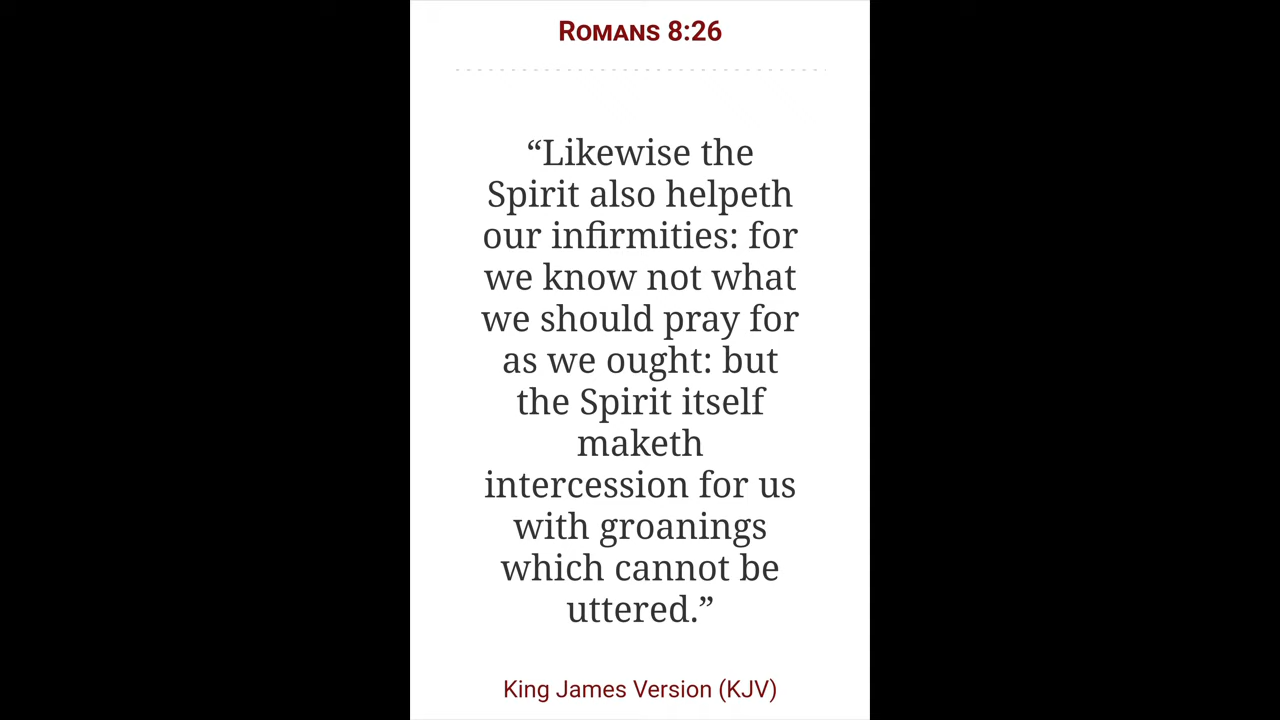 Romans 8:26
“Likewise the
Spirit also helpeth
our infirmities: for
we know not what
we should pray for
as we ought: but
the Spirit itself
maketh
intercession for us
with groanings
which cannot be
uttered.”
King James Version (KJV)